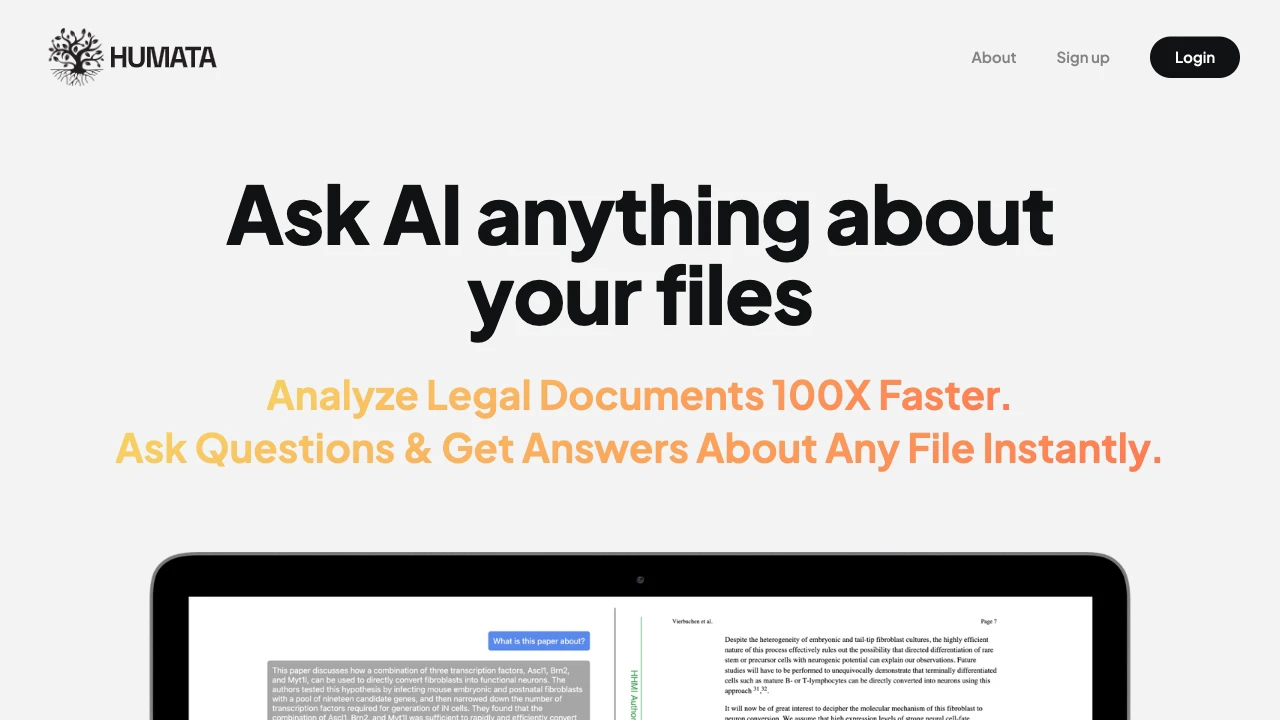 HUMATA
About
Sign up
Login
Ask AI anything about
your files
Analyze Legal Documents 100X Faster.
Ask Questions & Get Answers About Any File Instantly.
What is this paper about?
This paper discusses how a combination of three transcription factors, Ascl1, Brn2,
and Myt1l, can be used to directly convert fibroblasts into functional neurons. The
authors tested this hypothesis by infecting mouse embryonic and postnatal fibroblasts
with a pool of nineteen candidate genes, and then narrowed down the number of
transcription factors required for generation of iN cells. They found that the
combination of Ascl1, Brn2, and Myt1l was sufficient to rapidly and efficiently convert
HHMI Author
Vierbuchen et al.
Page 7
Despite the heterogeneity of embryonic and tail-tip fibroblast cultures, the highly efficient
nature of this process effectively rules out the possibility that directed differentiation of rare
stem or precursor cells with neurogenic potential can explain our observations. Future
studies will have to be performed to unequivocally demonstrate that terminally differentiated
cells such as mature B- or T-lymphocytes can be directly converted into neurons using this
approach 31,32.
It will now be of great interest to decipher the molecular mechanism of this fibroblast to
neuron conversion. We assume that high expression levels of strong neural cell-fate